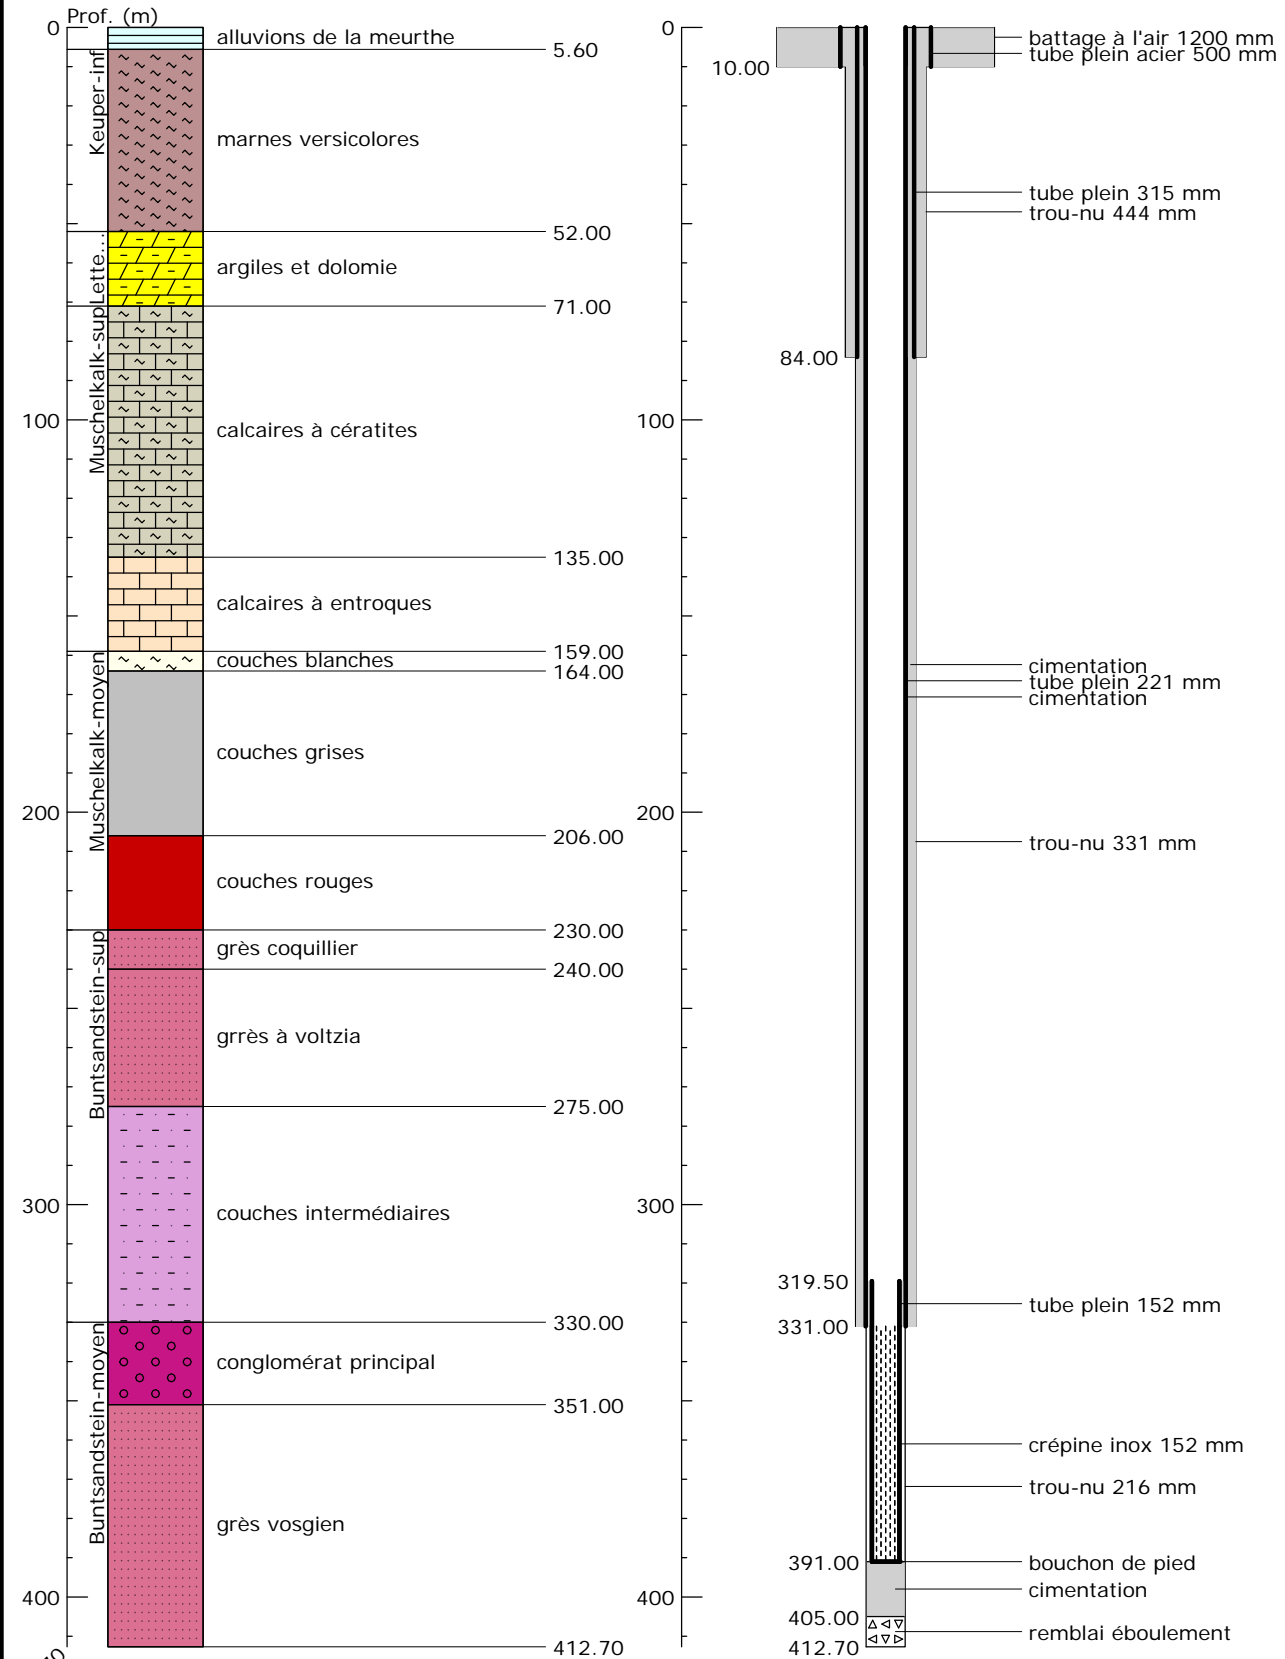 Prof. (m)
0
alluvions de la meurthe
5.60
Keuper-inf
marnes versicolores
52.00
Lette...
argiles et dolomie
71.00
Muschelkalk-sup
100
calcaires à cératites
135.00
calcaires à entroques
159.00
couches blanches
164.00
Muschelkalk-moyen
couches grises
200
206.00
couches rouges
230.00
grès coquillier
240.00
Buntsandstein-sup
grrès à voltzia
275.00
300
couches intermédiaires
330.00
Buntsandstein-moyen
conglomérat principal
351.00
grès vosgien
400
412.70
0
battage à l'air 1200 mm
tube plein acier 500 mm
10.00
tube plein 315 mm
trou-nu 444 mm
84.00
100
cimentation
tube plein 221 mm
cimentation
200
trou-nu 331 mm
300
319.50
tube plein 152 mm
331.00
crépine inox 152 mm
trou-nu 216 mm
391.00
bouchon de pied
cimentation
400
405.00
remblai éboulement
412.70